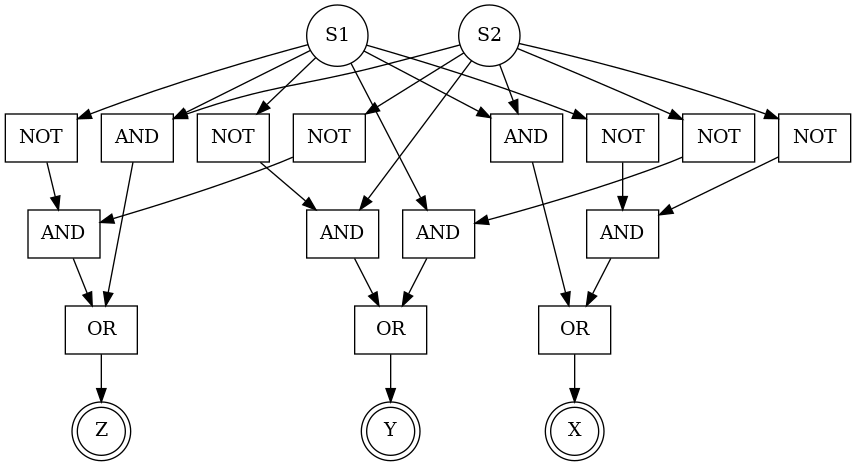 S1 S2
NOT AND NOT NOT AND NOT NOT NOT
AND AND AND AND
OR OR OR
Z Y X